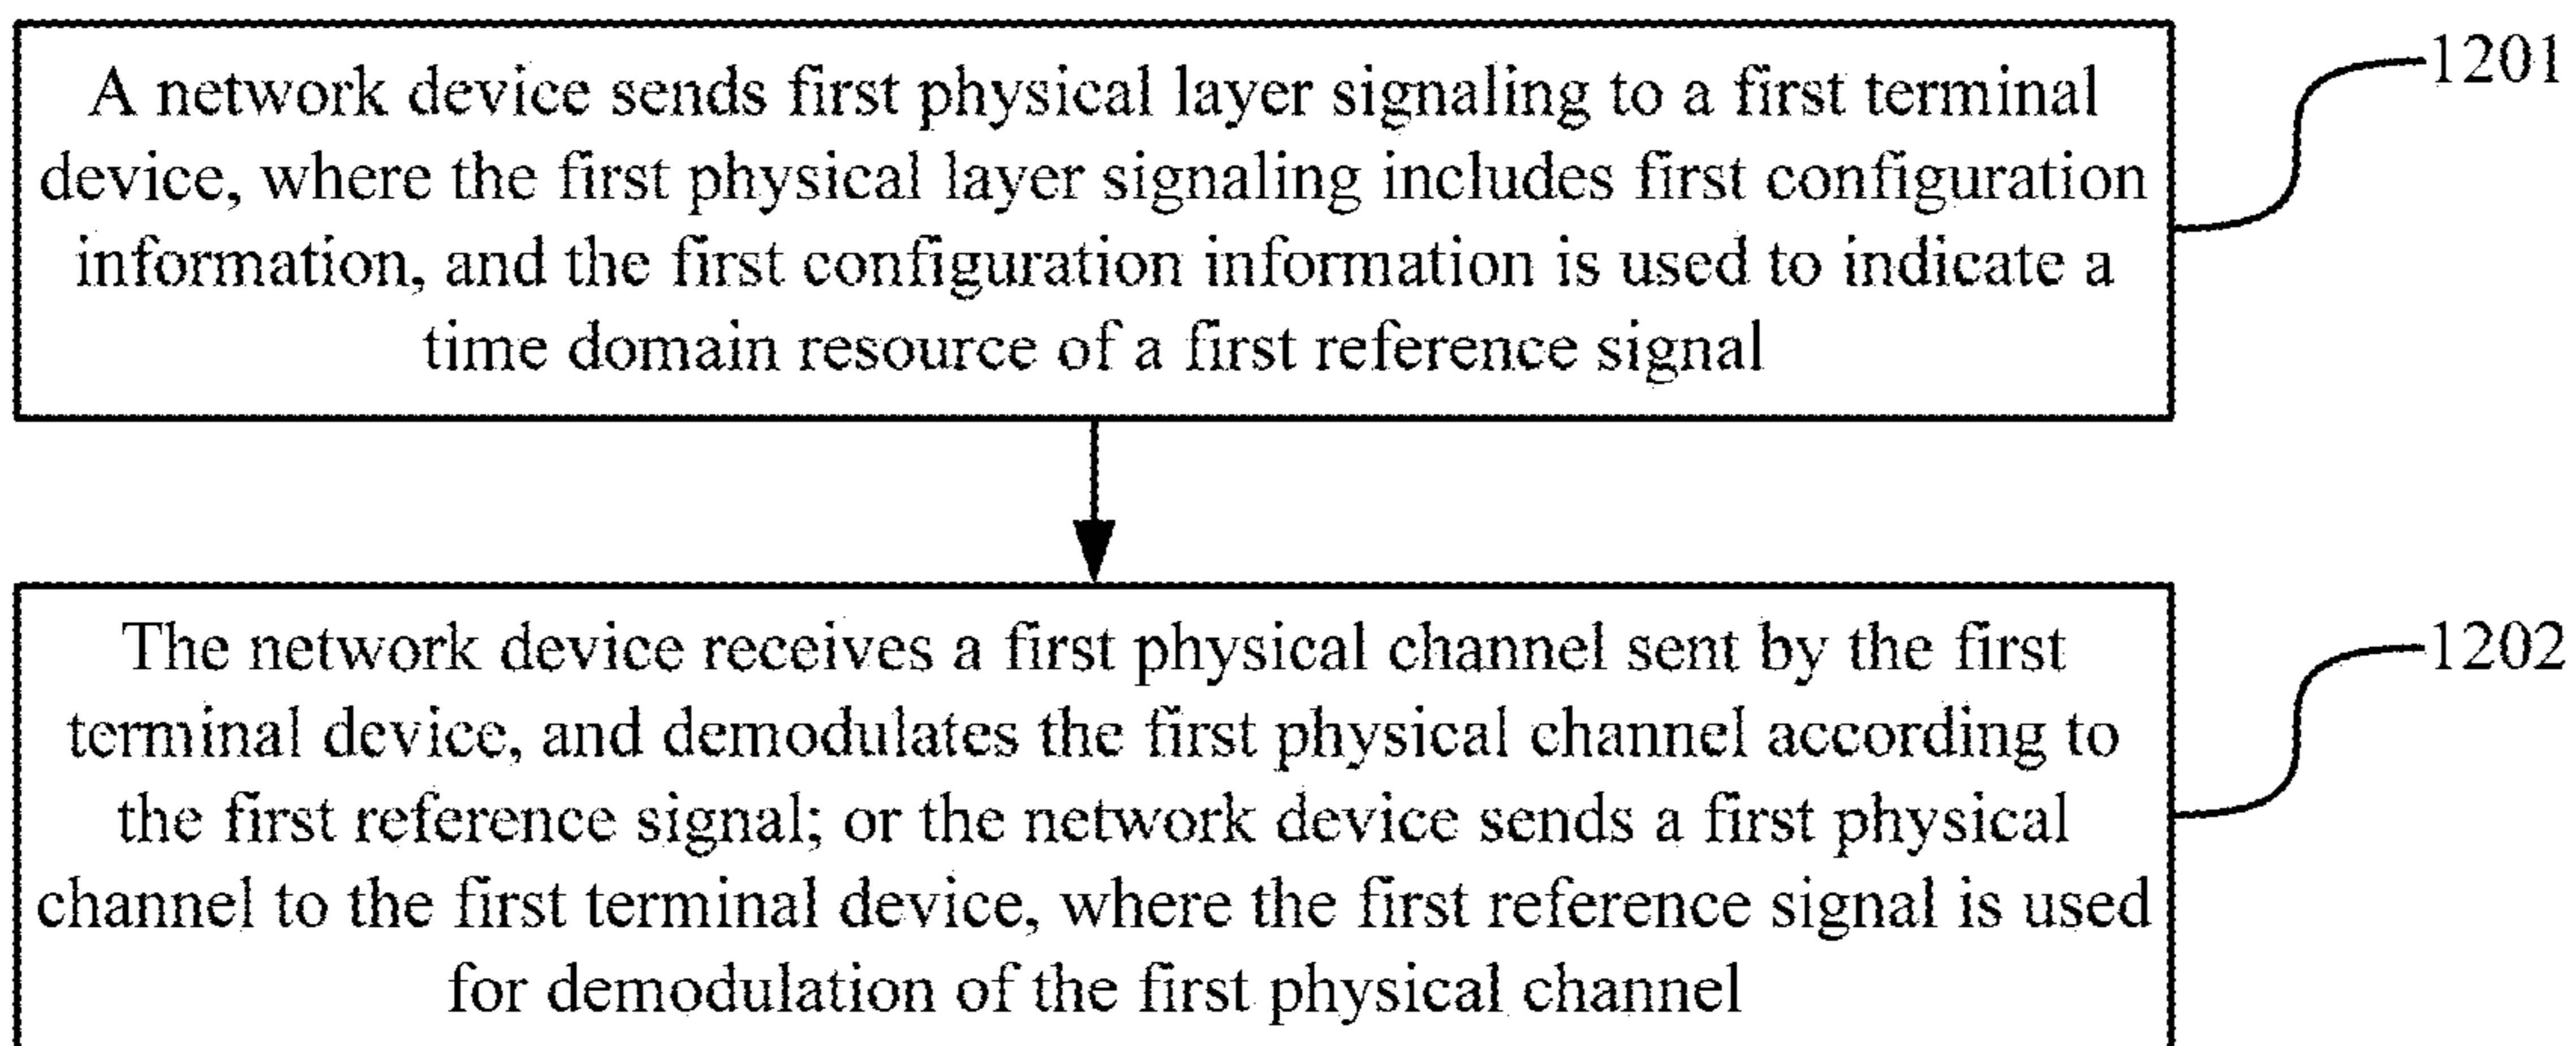 A network device sends first physical layer signaling to a first terminal
device, where the first physical layer signaling includes first configuration
information, and the first configuration information is used to indicate a
time domain resource of a first reference signal
1201
The network device receives a first physical channel sent by the first
terminal device, and demodulates the first physical channel according to
the first reference signal; or the network device sends a first physical
channel to the first terminal device, where the first reference signal is used
for demodulation of the first physical channel
1202